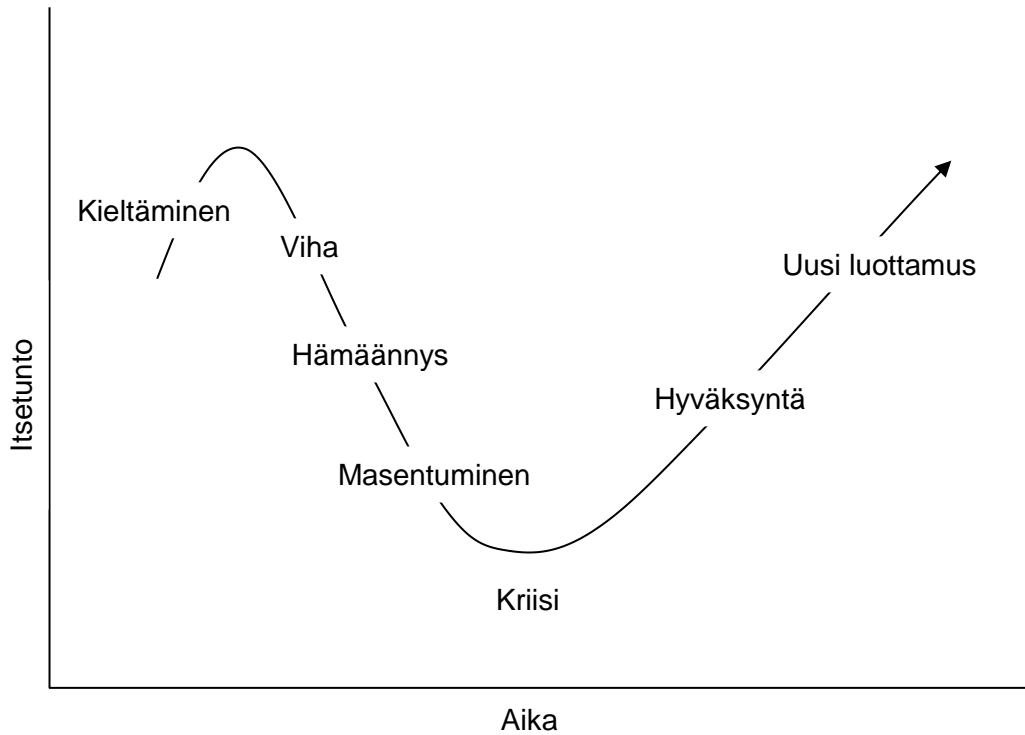 Kieltäminen
Viha
Hämäännys
Masentuminen
Kriisi
Hyväksyntä
Uusi luottamus
Itsetunto
Aika